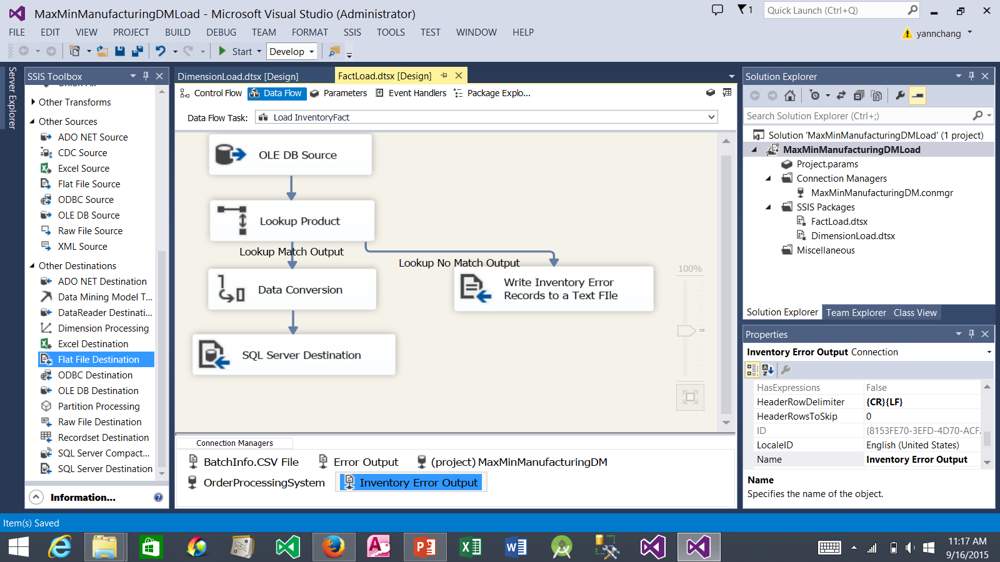 MaxMinManufacturingDMLoad - Microsoft Visual Studio (Administrator)
1
Quick Launch (Ctrl+Q)
FILE EDIT VIEW PROJECT BUILD DEBUG TEAM FORMAT SSIS TOOLS TEST WINDOW HELP
yannchang
Start
Develop
Server Explorer
SSIS Toolbox
Union All
Other Transforms
Other Sources
ADO NET Source
CDC Source
Excel Source
Flat File Source
ODBC Source
OLE DB Source
Raw File Source
XML Source
Other Destinations
ADO NET Destination
Data Mining Model T...
DataReader Destinati...
Dimension Processing
Excel Destination
Flat File Destination
ODBC Destination
OLE DB Destination
Partition Processing
Raw File Destination
Recordset Destination
SQL Server Compact...
SQL Server Destination
Information...
DimensionLoad.dtsx [Design]
FactLoad.dtsx [Design]
Control Flow
Data Flow
Parameters
Event Handlers
Package Explo...
Data Flow Task:
Load InventoryFact
OLE DB Source
Lookup Product
Lookup Match Output
Lookup No Match Output
Data Conversion
Write Inventory Error
Records to a Text FIle
SQL Server Destination
100%
Connection Managers
BatchInfo.CSV File
Error Output
(project) MaxMinManufacturingDM
OrderProcessingSystem
Inventory Error Output
Solution Explorer
Search Solution Explorer (Ctrl+;)
Solution 'MaxMinManufacturingDMLoad' (1 project)
MaxMinManufacturingDMLoad
Project.params
Connection Managers
MaxMinManufacturingDM.conmgr
SSIS Packages
FactLoad.dtsx
DimensionLoad.dtsx
Miscellaneous
Solution Explorer
Team Explorer
Class View
Properties
Inventory Error Output Connection
HasExpressions False
HeaderRowDelimiter {CR}{LF}
HeaderRowsToSkip 0
ID {8153FE70-3EFD-4D70-ACF
LocaleID English (United States)
Name Inventory Error Output
Name
Specifies the name of the object.
Item(s) Saved
11:17 AM
9/16/2015